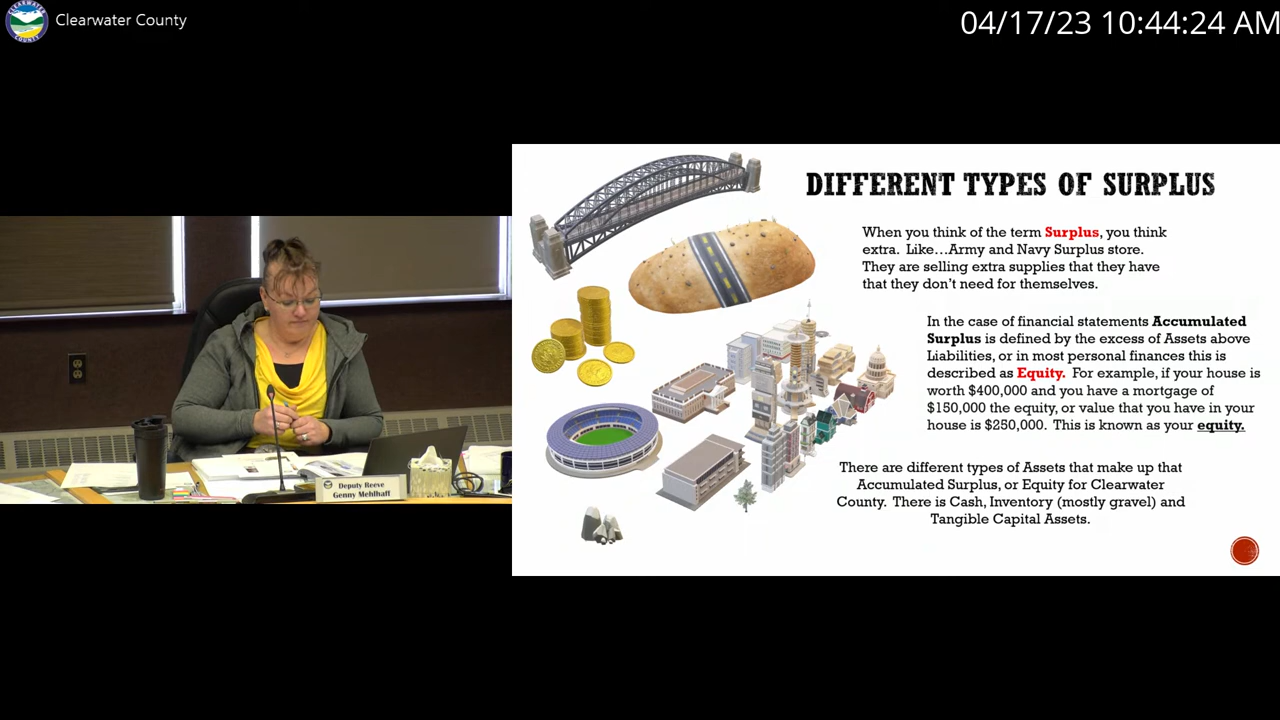 Clearwater County
04/17/23 10:44:24 AM
DIFFERENT TYPES OF SURPLUS
When you think of the term Surplus, you think
extra. Like…Army and Navy Surplus store.
They are selling extra supplies that they have
that they don't need for themselves.
In the case of financial statements Accumulated
Surplus is defined by the excess of Assets above
Liabilities, or in most personal finances this is
described as Equity. For example, if your house is
worth $400,000 and you have a mortgage of
$150,000 the equity, or value that you have in your
house is $250,000. This is known as your equity.
There are different types of Assets that make up that
Accumulated Surplus, or Equity for Clearwater
County. There is Cash, Inventory (mostly gravel) and
Tangible Capital Assets.
Deputy Reeve
Genny Mehlhaff